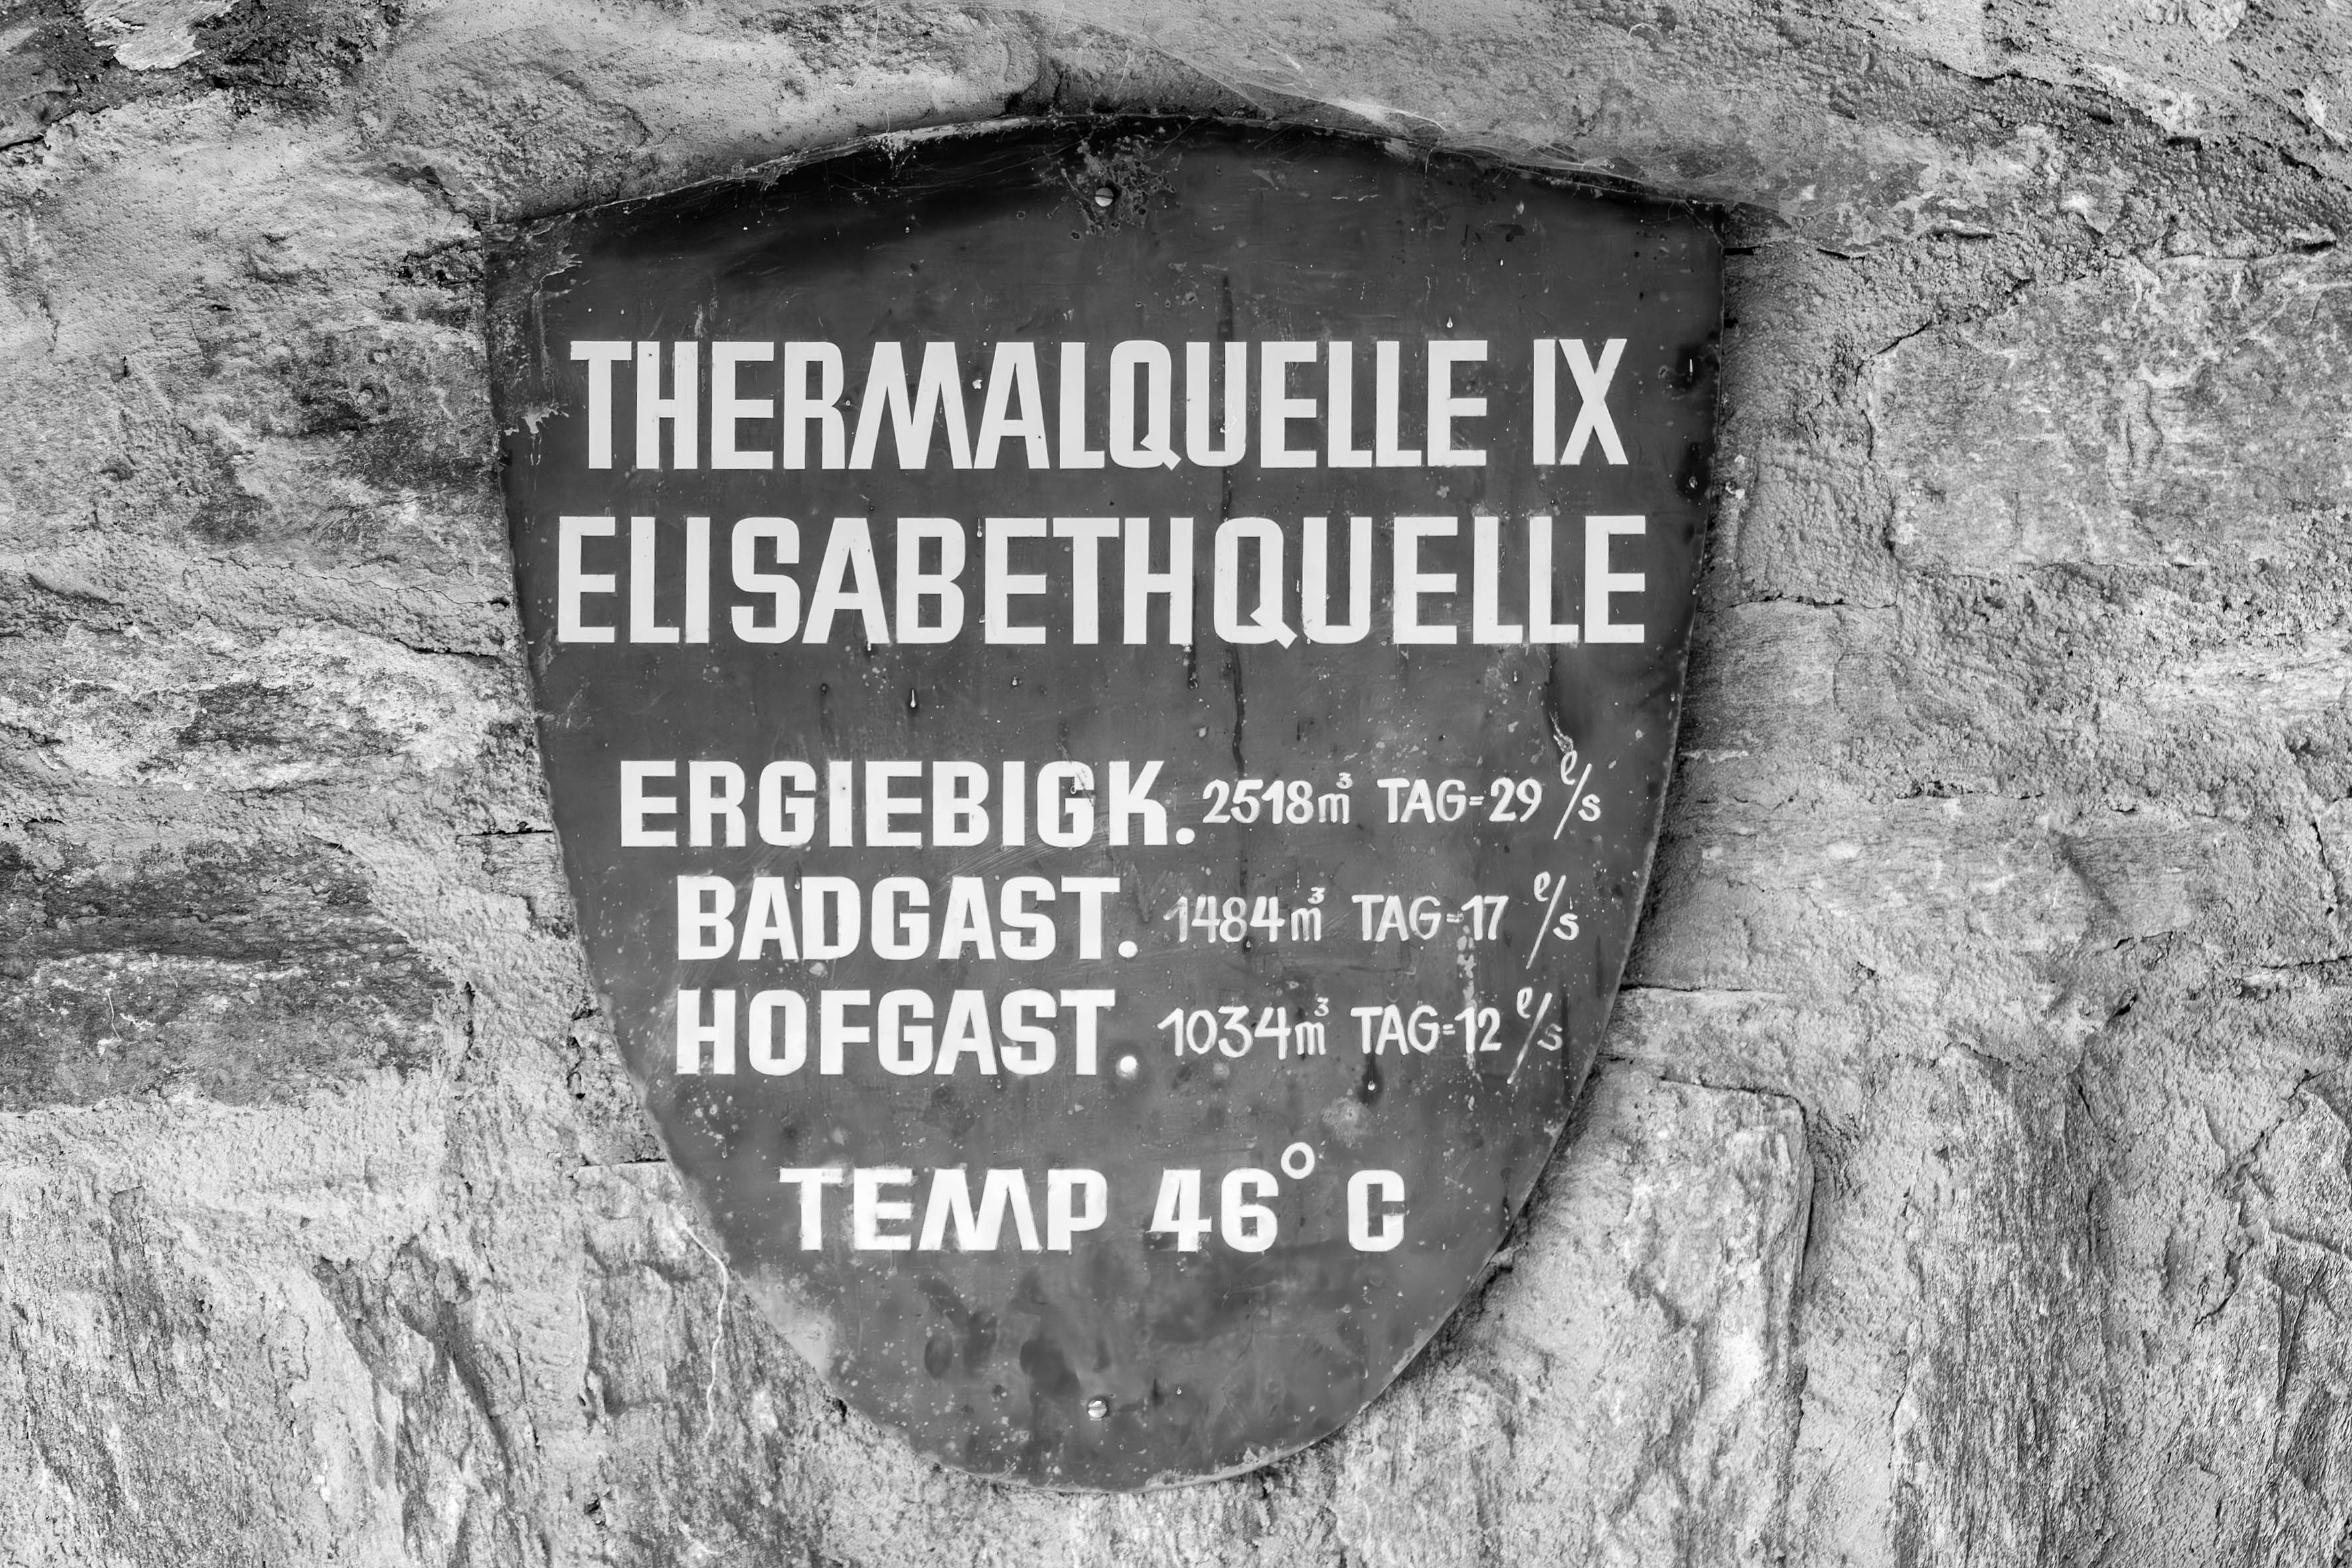 THERMALQUELLE IX
ELISABETHQUELLE
ERGIEBIGK. 2518m³ TAG=29 ℓ/s
BADGAST. 1484m³ TAG=17 ℓ/s
HOFGAST. 1034m³ TAG=12 ℓ/s
TEMP 46° C